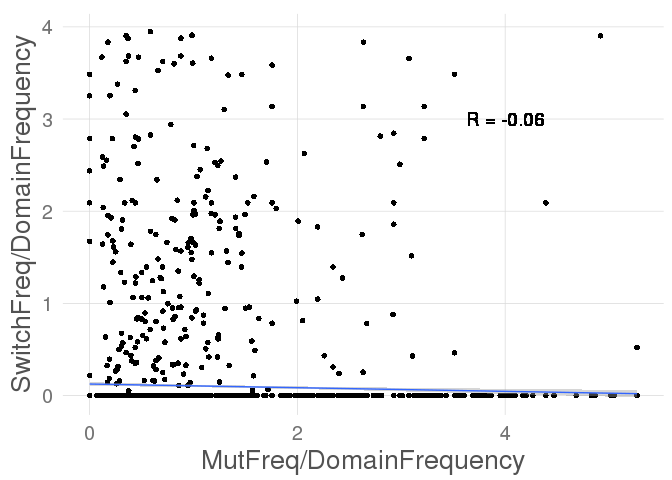 4
3
2
1
0
SwitchFreq/DomainFrequency
R = -0.06
0 2 4
MutFreq/DomainFrequency